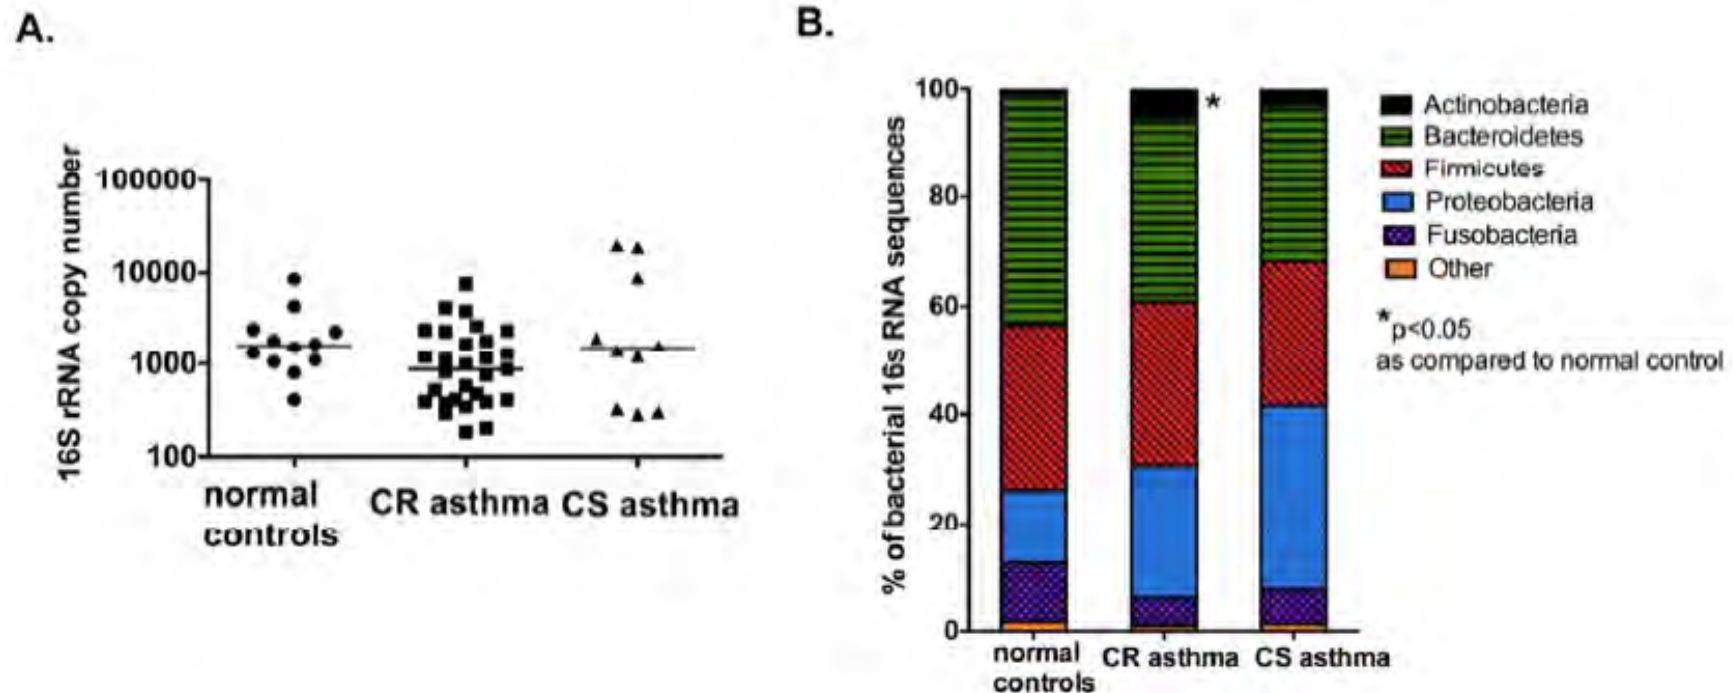 A.
16S rRNA copy number
100000
10000
1000
100
normal
controls
CR asthma
CS asthma
B.
% of bacterial 16s RNA sequences
100
80
60
40
20
0
normal
controls
CR asthma
CS asthma
*
Actinobacteria
Bacteroidetes
Firmicutes
Proteobacteria
Fusobacteria
Other
*p<0.05
as compared to normal control